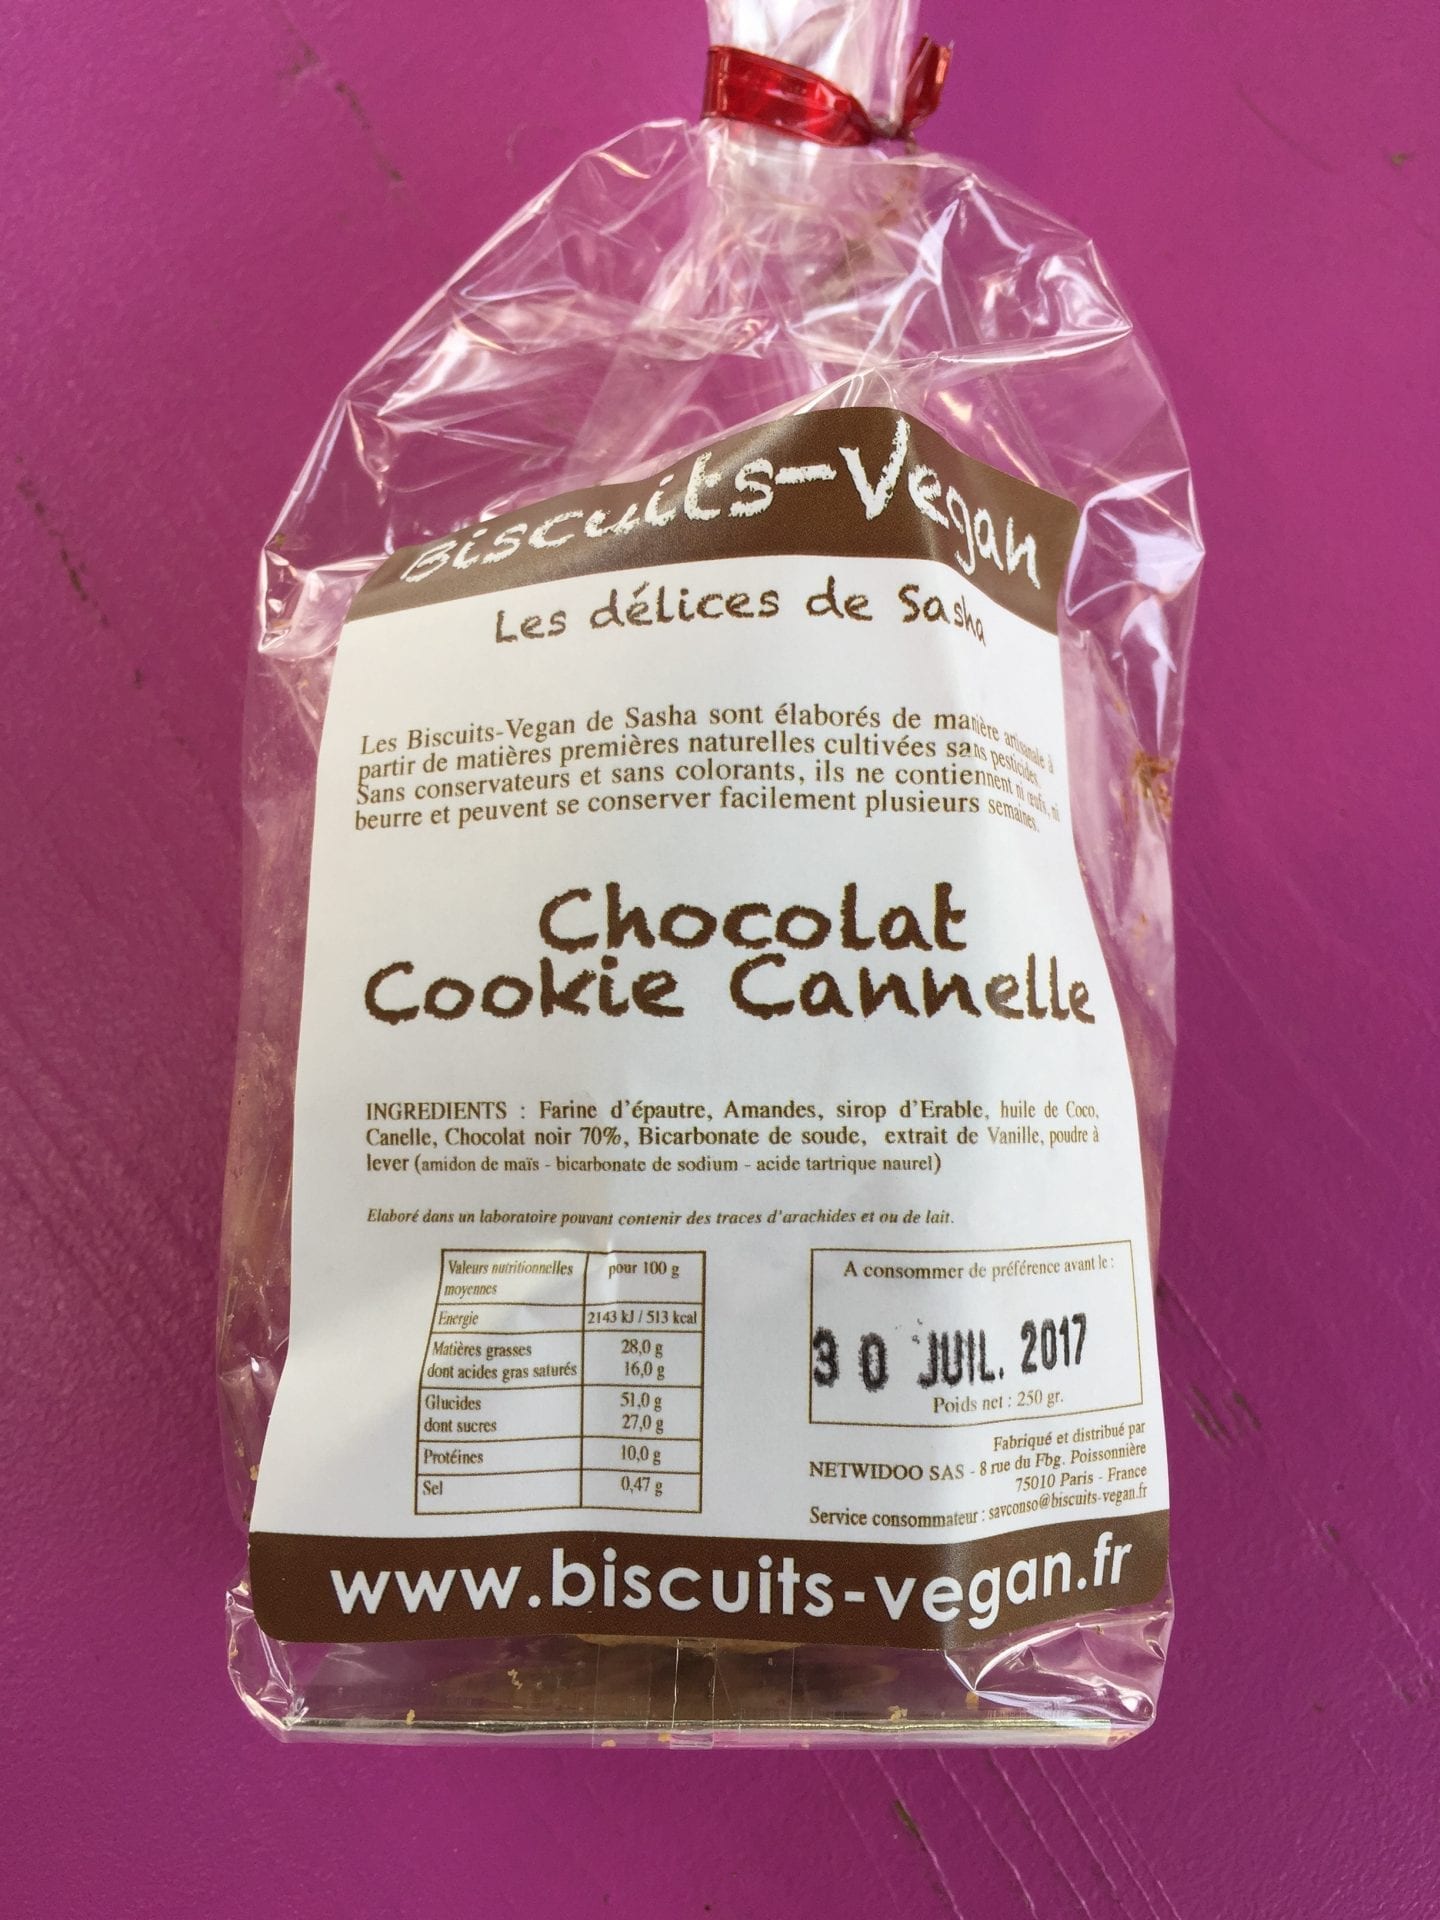 Biscuits-Vegan
Les délices de Sasha
Les Biscuits-Vegan de Sasha sont élaborés de manière artisanale à
partir de matières premières naturelles cultivées sans pesticides.
Sans conservateurs et sans colorants, ils ne contiennent ni œufs, ni
beurre et peuvent se conserver facilement plusieurs semaines.
Chocolat
Cookie Cannelle
INGREDIENTS : Farine d'épautre, Amandes, sirop d'Erable, huile de Coco,
Canelle, Chocolat noir 70%, Bicarbonate de soude, extrait de Vanille, poudre à
lever (amidon de maïs - bicarbonate de sodium - acide tartrique naurel)
Elaboré dans un laboratoire pouvant contenir des traces d'arachides et ou de lait.
Valeurs nutritionnelles pour 100 g
moyennes
Energie 2143 kJ / 513 kcal
Matières grasses 28,0 g
dont acides gras saturés 16,0 g
Glucides 51,0 g
dont sucres 27,0 g
Protéines 10,0 g
Sel 0,47 g
A consommer de préférence avant le :
30 JUIL. 2017
Poids net : 250 gr.
Fabriqué et distribué par
NETWIDOO SAS - 8 rue du Fbg. Poissonnière
75010 Paris - France
Service consommateur : savconso@biscuits-vegan.fr
www.biscuits-vegan.fr